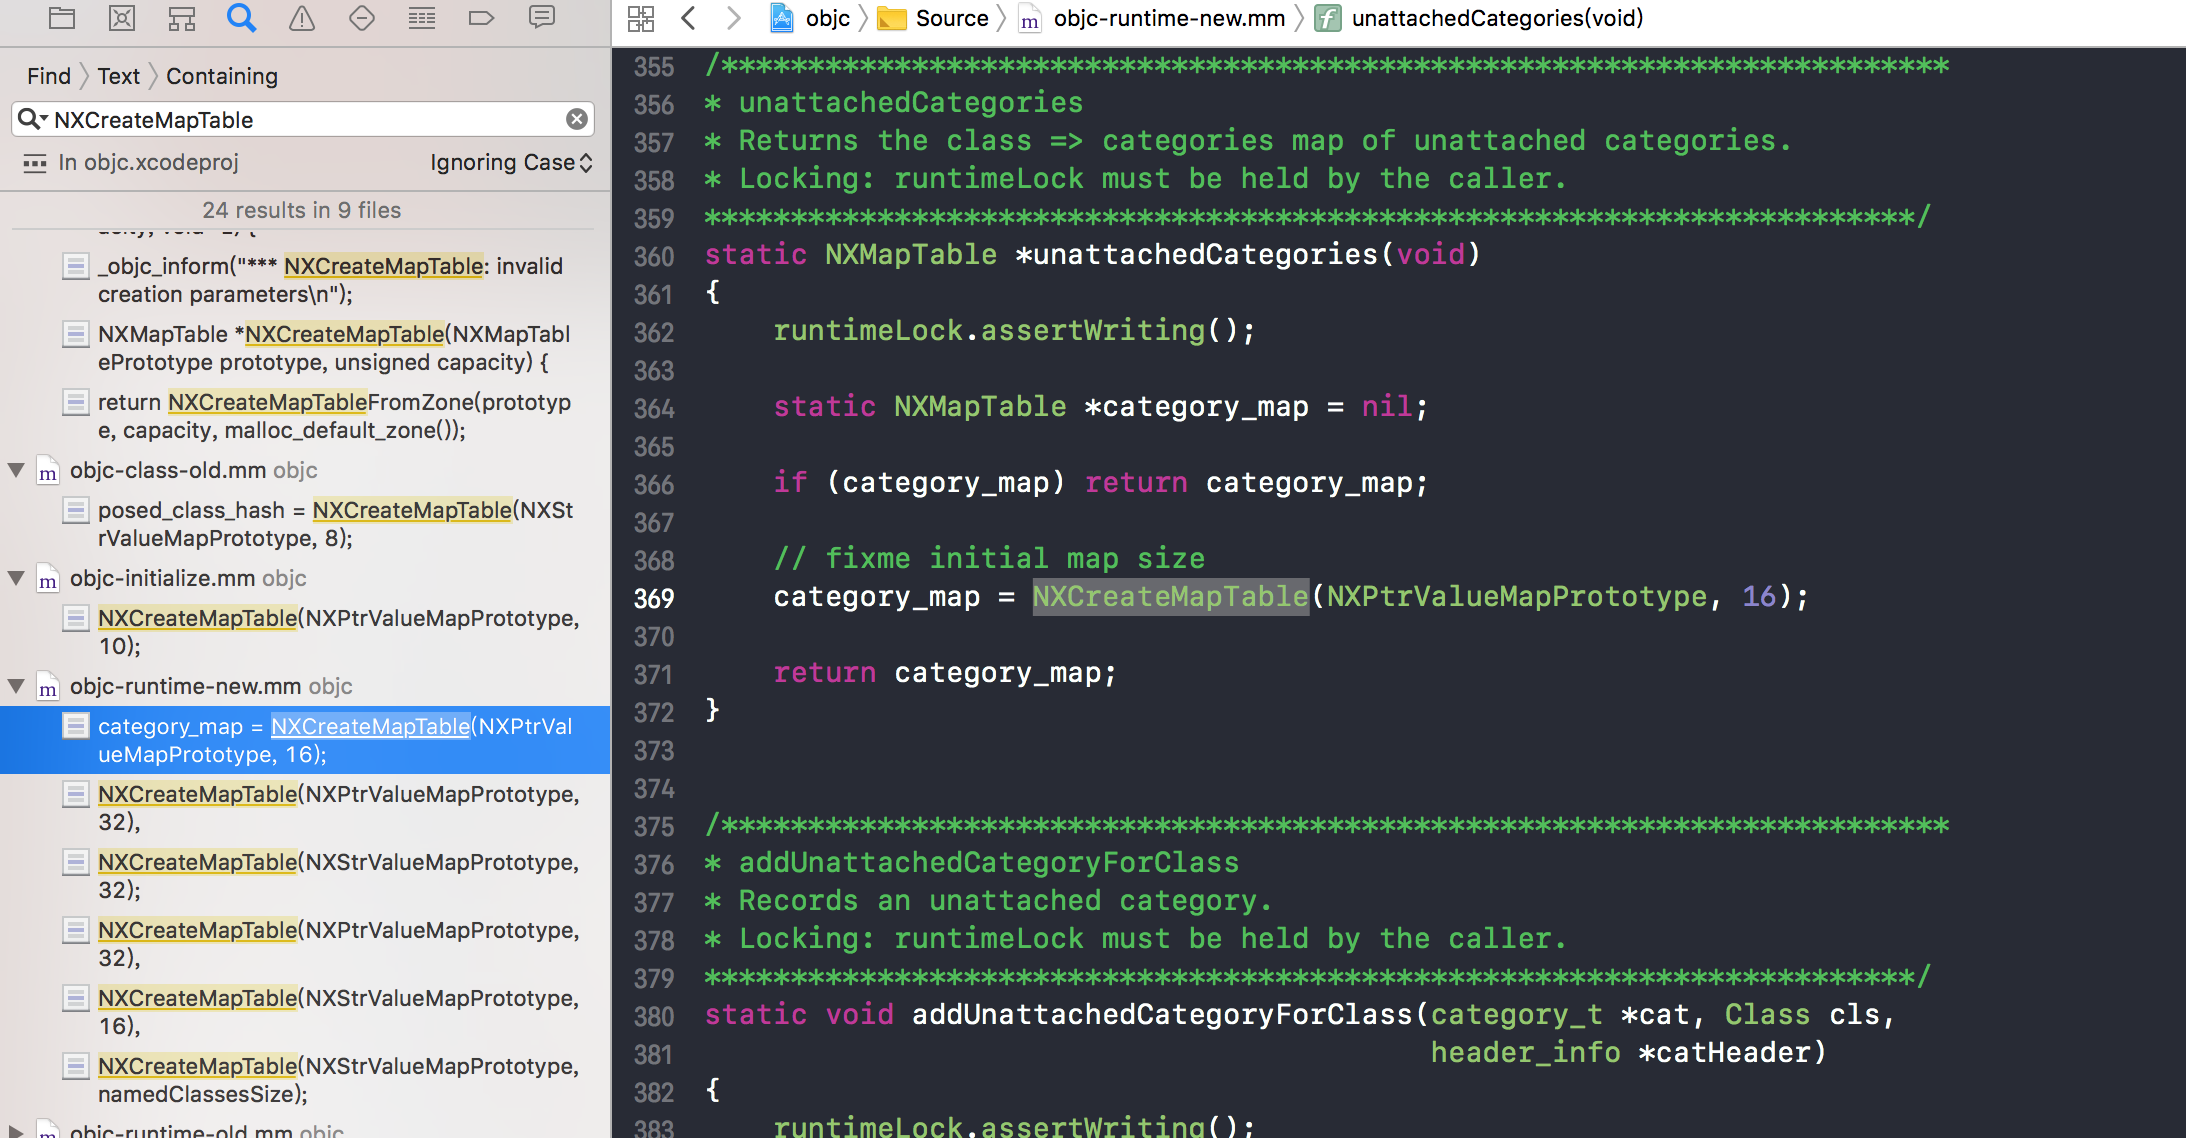 Find Text Containing
NXCreateMapTable
In objc.xcodeproj Ignoring Case
24 results in 9 files
_objc_inform("*** NXCreateMapTable: invalid
creation parameters\n");
NXMapTable *NXCreateMapTable(NXMapTabl
ePrototype prototype, unsigned capacity) {
return NXCreateMapTableFromZone(prototyp
e, capacity, malloc_default_zone());
objc-class-old.mm objc
posed_class_hash = NXCreateMapTable(NXSt
rValueMapPrototype, 8);
objc-initialize.mm objc
NXCreateMapTable(NXPtrValueMapPrototype,
10);
objc-runtime-new.mm objc
category_map = NXCreateMapTable(NXPtrVal
ueMapPrototype, 16);
NXCreateMapTable(NXPtrValueMapPrototype,
32),
NXCreateMapTable(NXStrValueMapPrototype,
32);
NXCreateMapTable(NXPtrValueMapPrototype,
32),
NXCreateMapTable(NXStrValueMapPrototype,
16),
NXCreateMapTable(NXStrValueMapPrototype,
namedClassesSize);
objc-runtime-old.mm objc
objc Source m objc-runtime-new.mm f unattachedCategories(void)
355 /***********************************************************************
356 * unattachedCategories
357 * Returns the class => categories map of unattached categories.
358 * Locking: runtimeLock must be held by the caller.
359 **********************************************************************/
360 static NXMapTable *unattachedCategories(void)
361 {
362 runtimeLock.assertWriting();
363
364 static NXMapTable *category_map = nil;
365
366 if (category_map) return category_map;
367
368 // fixme initial map size
369 category_map = NXCreateMapTable(NXPtrValueMapPrototype, 16);
370
371 return category_map;
372 }
373
374
375 /***********************************************************************
376 * addUnattachedCategoryForClass
377 * Records an unattached category.
378 * Locking: runtimeLock must be held by the caller.
379 **********************************************************************/
380 static void addUnattachedCategoryForClass(category_t *cat, Class cls,
381 header_info *catHeader)
382 {
383 runtimeLock.assertWriting();